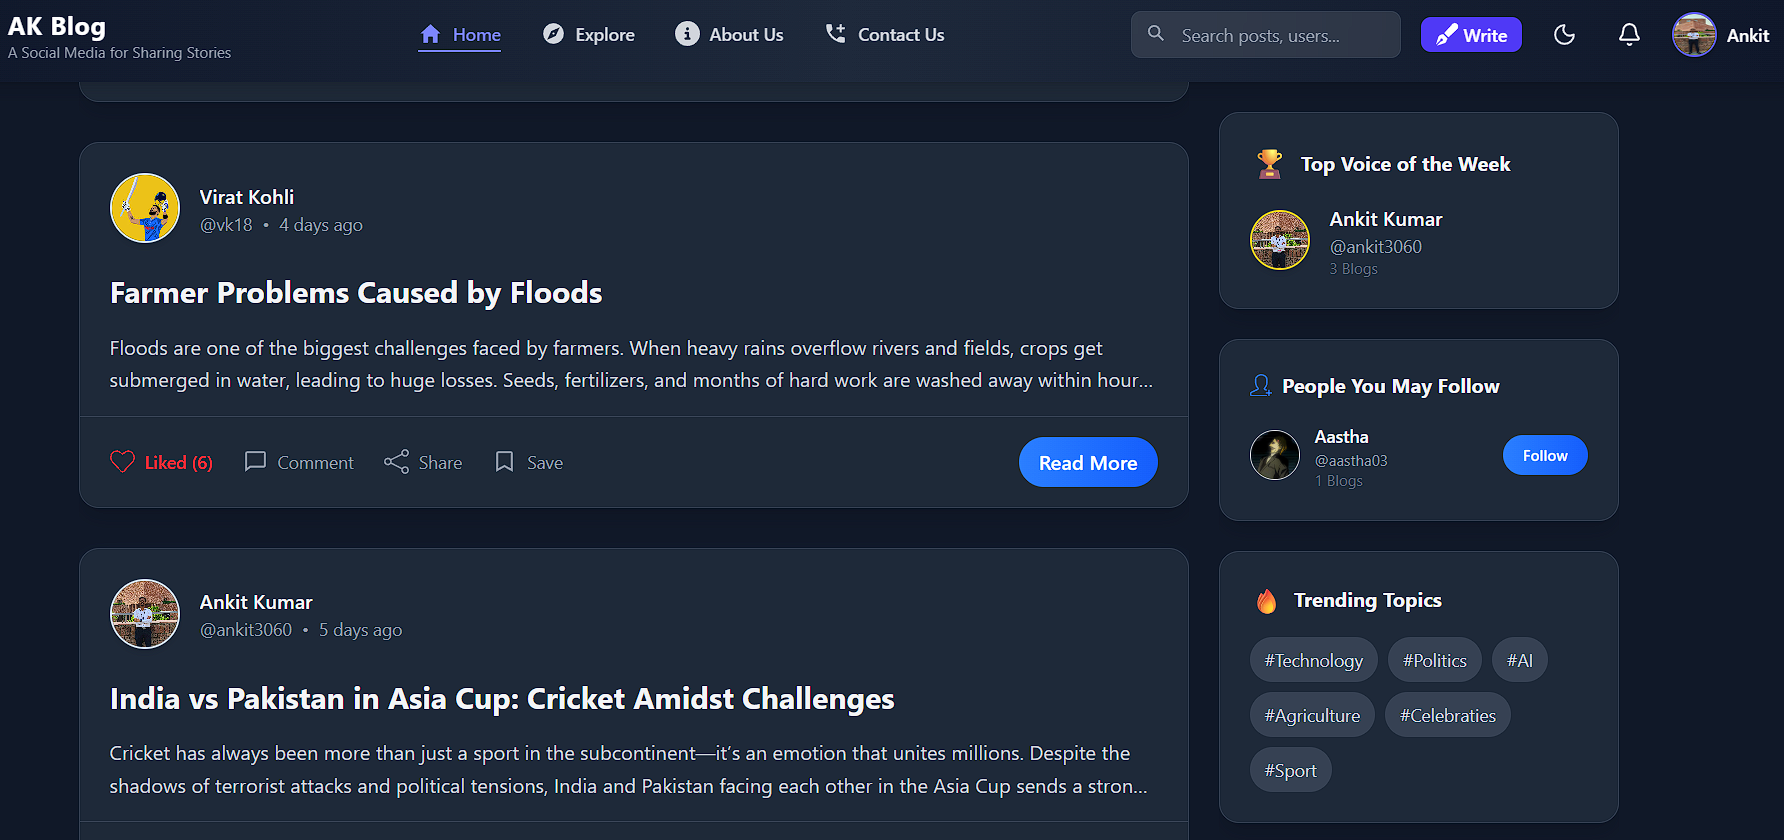 AK Blog
A Social Media for Sharing Stories
Home
Explore
About Us
Contact Us
Search posts, users...
Write
Ankit
Virat Kohli
@vk18 • 4 days ago
Farmer Problems Caused by Floods
Floods are one of the biggest challenges faced by farmers. When heavy rains overflow rivers and fields, crops get
submerged in water, leading to huge losses. Seeds, fertilizers, and months of hard work are washed away within hour...
Liked (6)
Comment
Share
Save
Read More
Ankit Kumar
@ankit3060 • 5 days ago
India vs Pakistan in Asia Cup: Cricket Amidst Challenges
Cricket has always been more than just a sport in the subcontinent—it's an emotion that unites millions. Despite the
shadows of terrorist attacks and political tensions, India and Pakistan facing each other in the Asia Cup sends a stron...
Top Voice of the Week
Ankit Kumar
@ankit3060
3 Blogs
People You May Follow
Aastha
@aastha03
1 Blogs
Follow
Trending Topics
#Technology
#Politics
#AI
#Agriculture
#Celebraties
#Sport